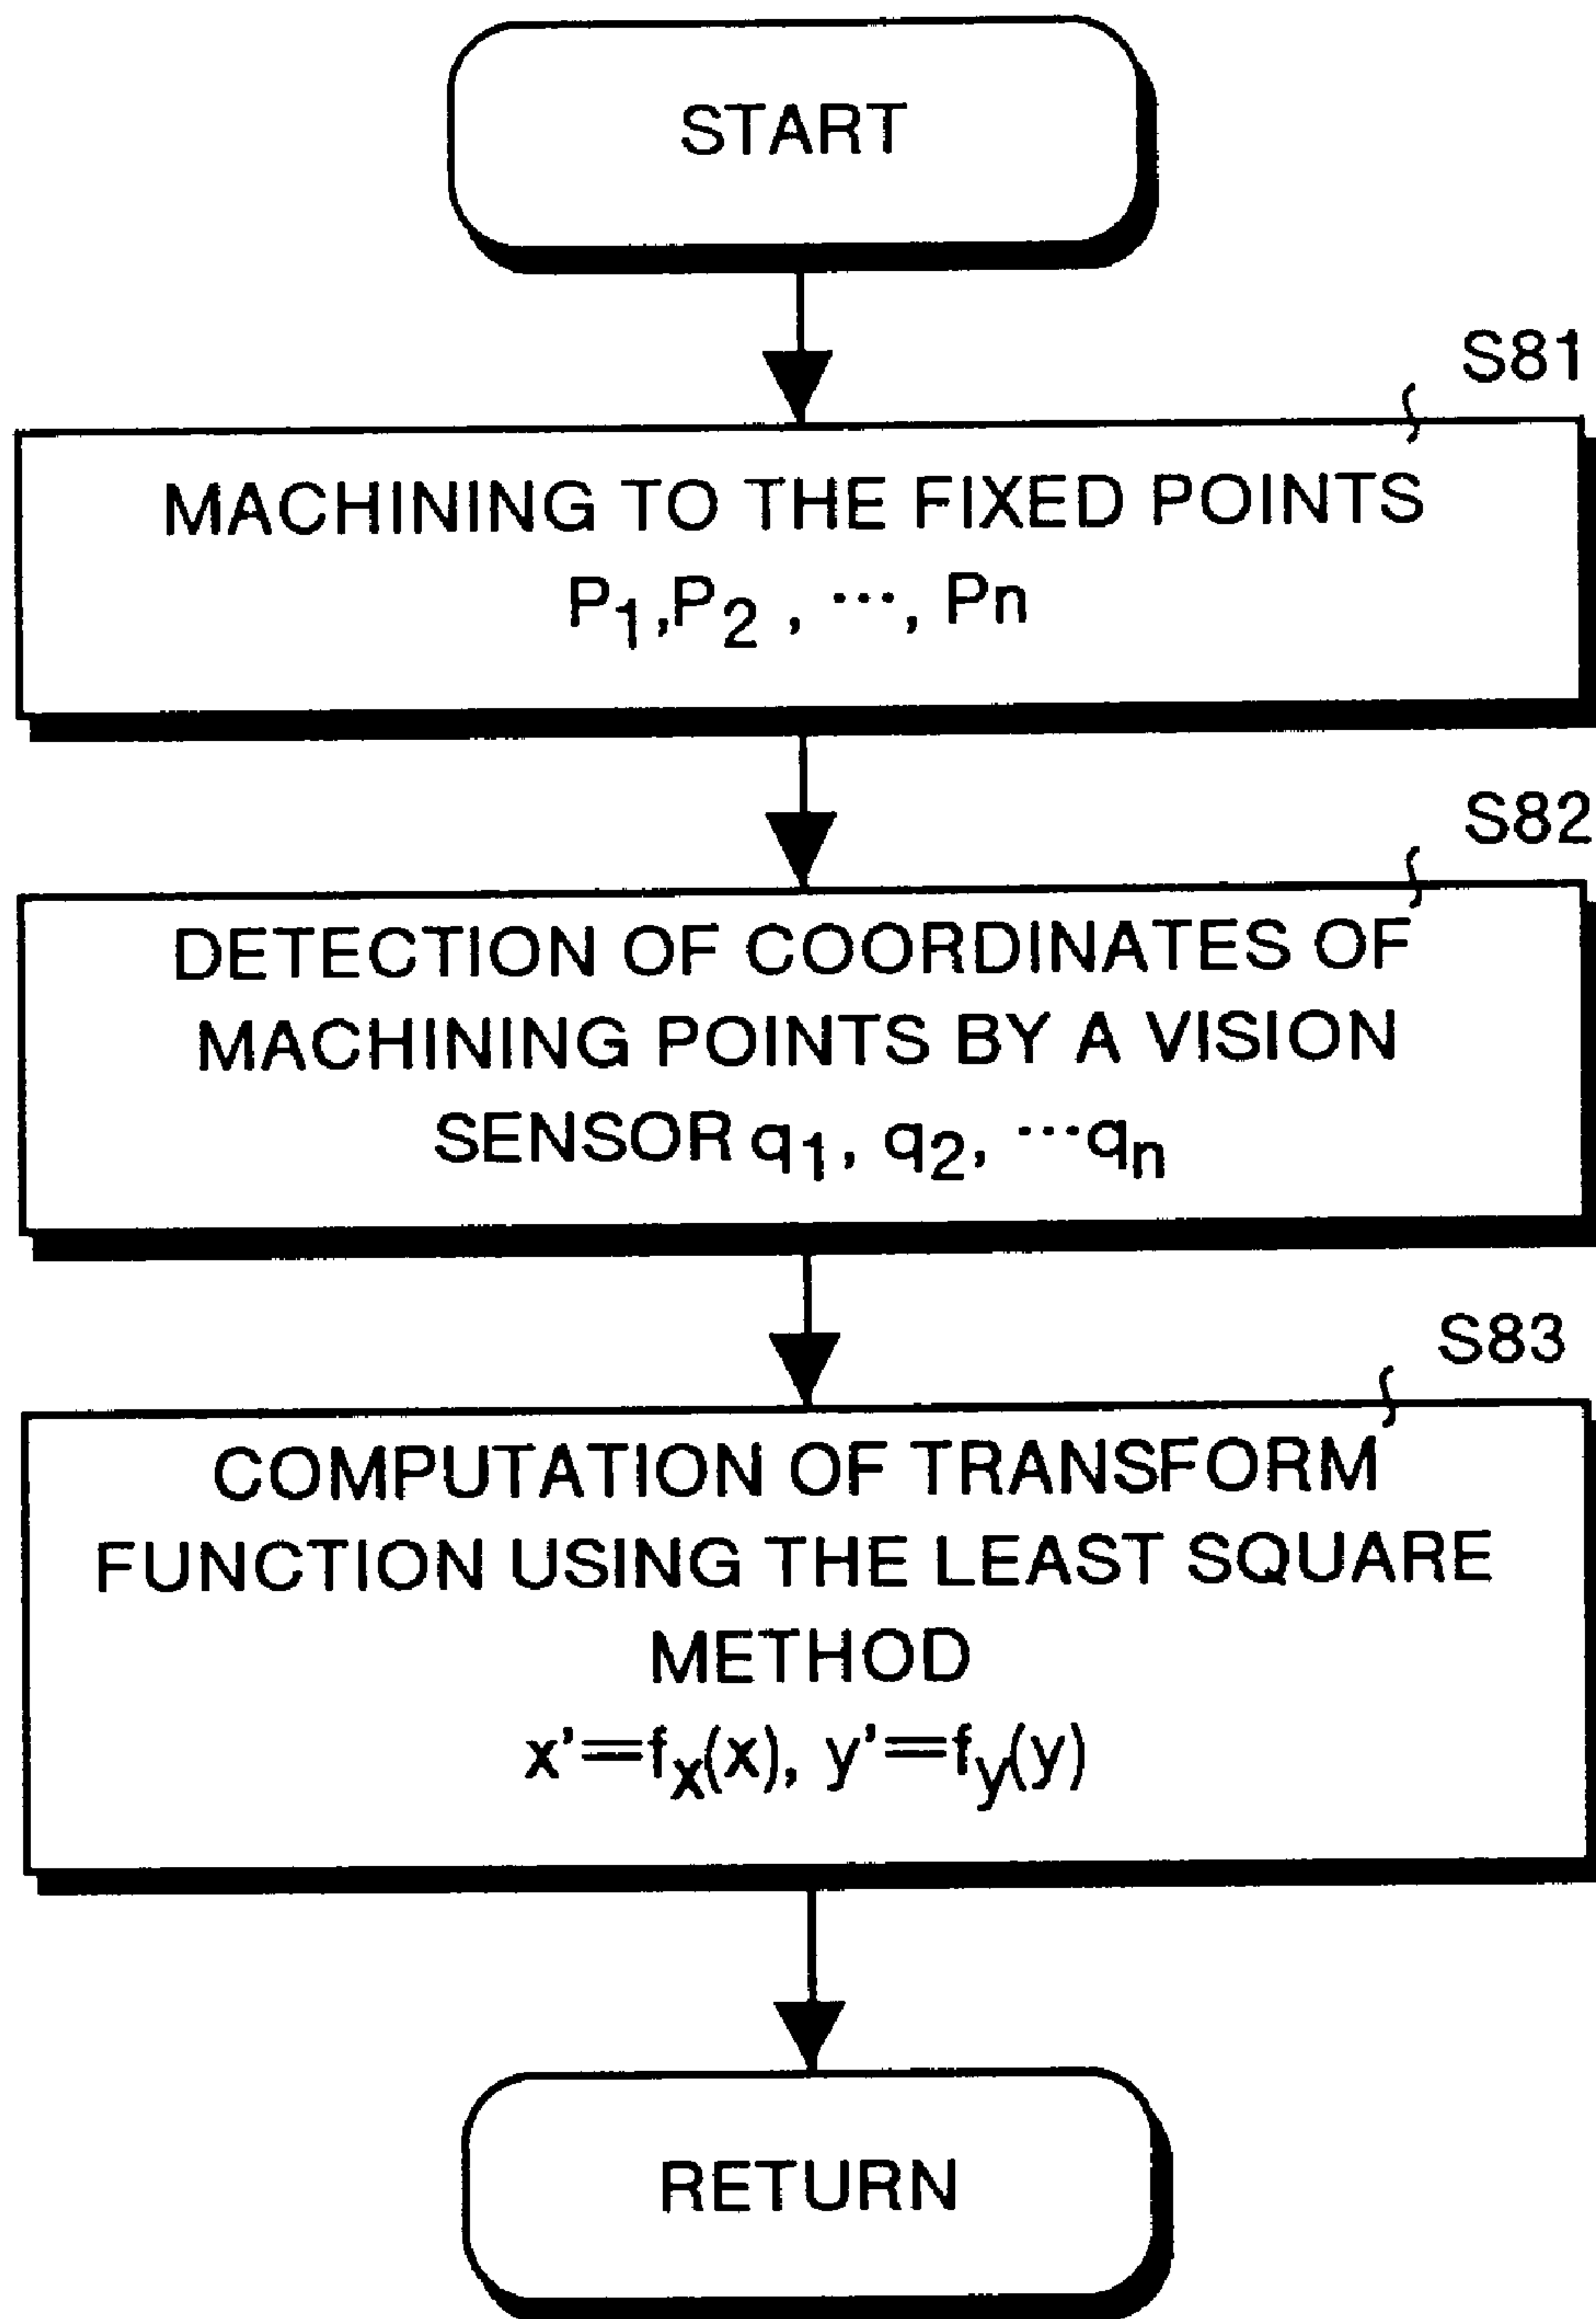 START
S81
MACHINING TO THE FIXED POINTS
P1,P2 , ···, Pn
S82
DETECTION OF COORDINATES OF
MACHINING POINTS BY A VISION
SENSOR q1, q2, ···qn
S83
COMPUTATION OF TRANSFORM
FUNCTION USING THE LEAST SQUARE
METHOD
x'=fx(x), y'=fy(y)
RETURN